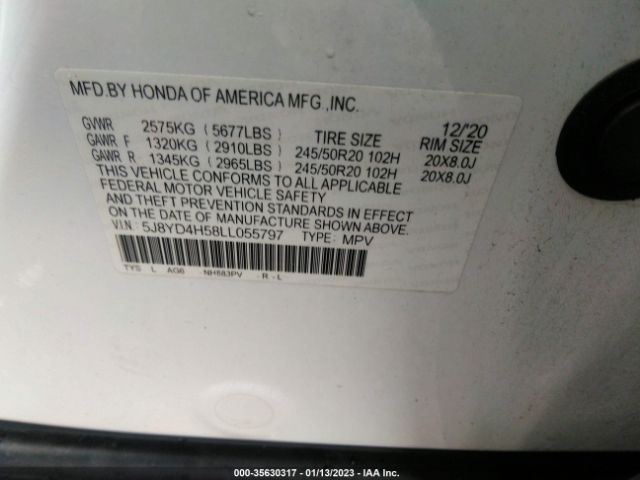 MFD.BY HONDA OF AMERICA MFG.,INC.
12/'20
GVWR 2575KG (5677LBS) TIRE SIZE RIM SIZE
GAWR F 1320KG (2910LBS) 245/50R20 102H 20X8.0J
GAWR R 1345KG (2965LBS) 245/50R20 102H 20X8.0J
THIS VEHICLE CONFORMS TO ALL APPLICABLE
FEDERAL MOTOR VEHICLE SAFETY
AND THEFT PREVENTION STANDARDS IN EFFECT
ON THE DATE OF MANUFACTURE SHOWN ABOVE.
V.I.N. 5J8YD4H58LL055797 TYPE: MPV
TYS L AG6 NH883PV R-L
000-35630317 - 01/13/2023 - IAA Inc.